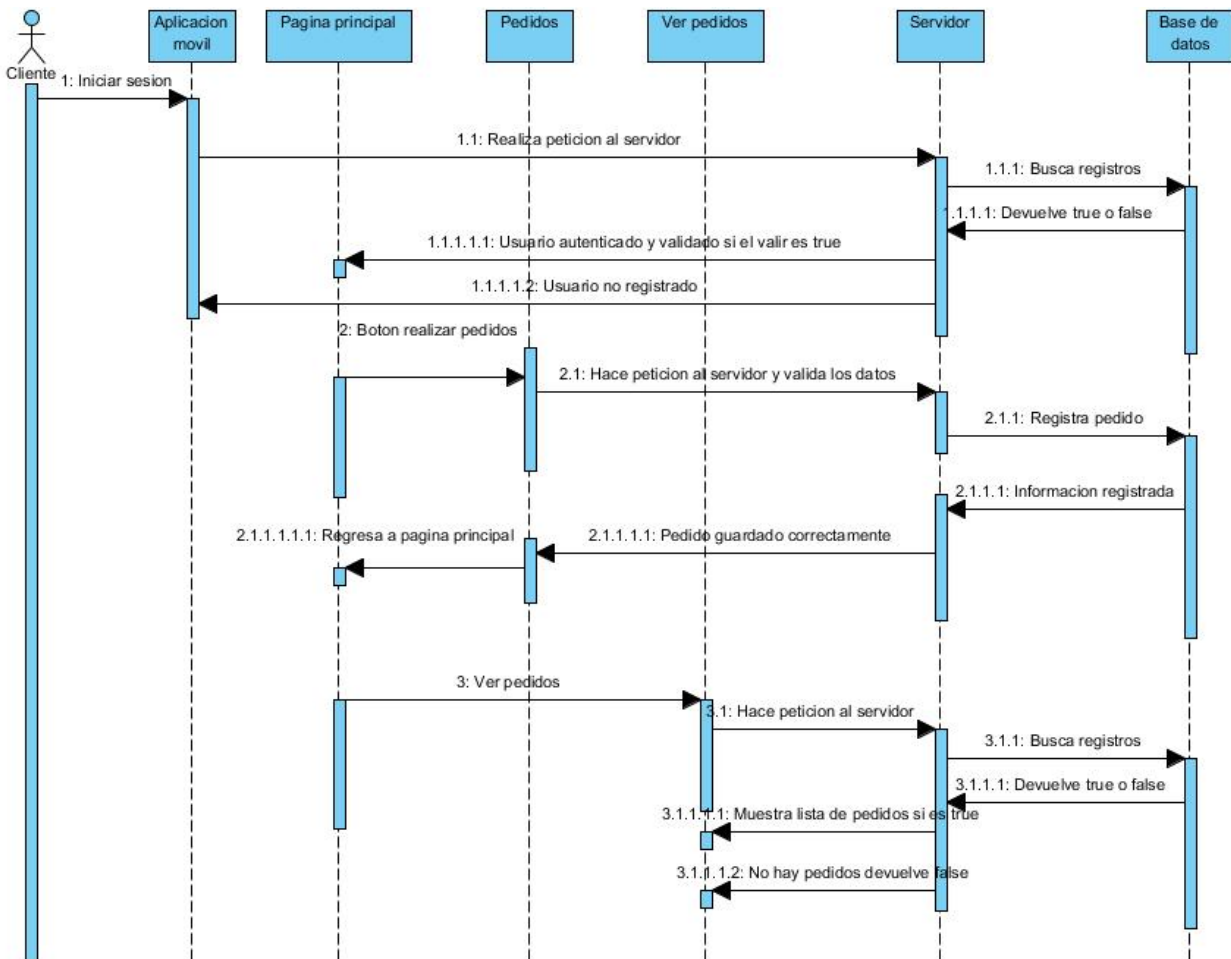 Aplicacion
movil
Pagina principal
Pedidos
Ver pedidos
Servidor
Base de
datos
Cliente
1: Iniciar sesion
1.1: Realiza peticion al servidor
1.1.1: Busca registros
1.1.1.1: Devuelve true o false
1.1.1.1.1: Usuario autenticado y validado si el valir es true
1.1.1.1.2: Usuario no registrado
2: Boton realizar pedidos
2.1: Hace peticion al servidor y valida los datos
2.1.1: Registra pedido
2.1.1.1: Informacion registrada
2.1.1.1.1.1: Regresa a pagina principal
2.1.1.1.1: Pedido guardado correctamente
3: Ver pedidos
3.1: Hace peticion al servidor
3.1.1: Busca registros
3.1.1.1: Devuelve true o false
3.1.1.1.1: Muestra lista de pedidos si es true
3.1.1.1.2: No hay pedidos devuelve false